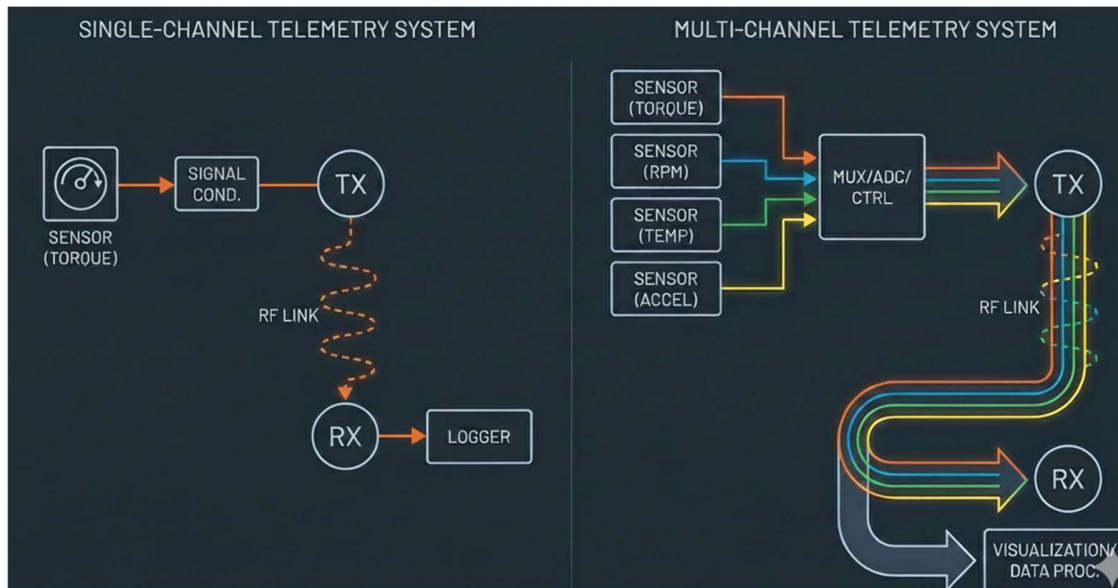 SINGLE-CHANNEL TELEMETRY SYSTEM
SENSOR
(TORQUE)
SIGNAL
COND.
TX
RF LINK
RX
LOGGER
MULTI-CHANNEL TELEMETRY SYSTEM
SENSOR
(TORQUE)
SENSOR
(RPM)
SENSOR
(TEMP)
SENSOR
(ACCEL)
MUX/ADC/
CTRL
TX
RF LINK
RX
VISUALIZATION/
DATA PROC.